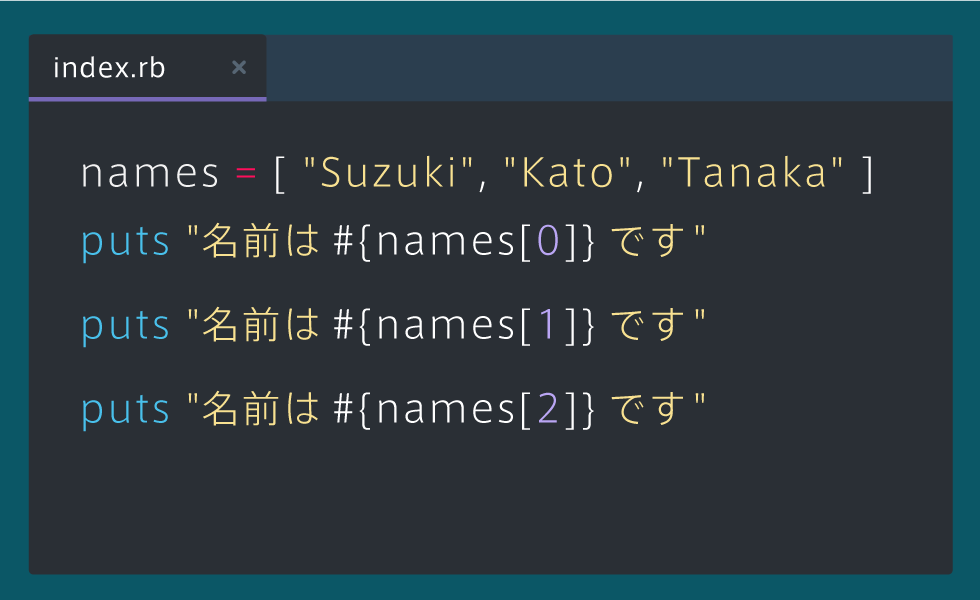 index.rb ×
names = [ "Suzuki", "Kato", "Tanaka" ]
puts "名前は #{names[0]} です"
puts "名前は #{names[1]} です"
puts "名前は #{names[2]} です"